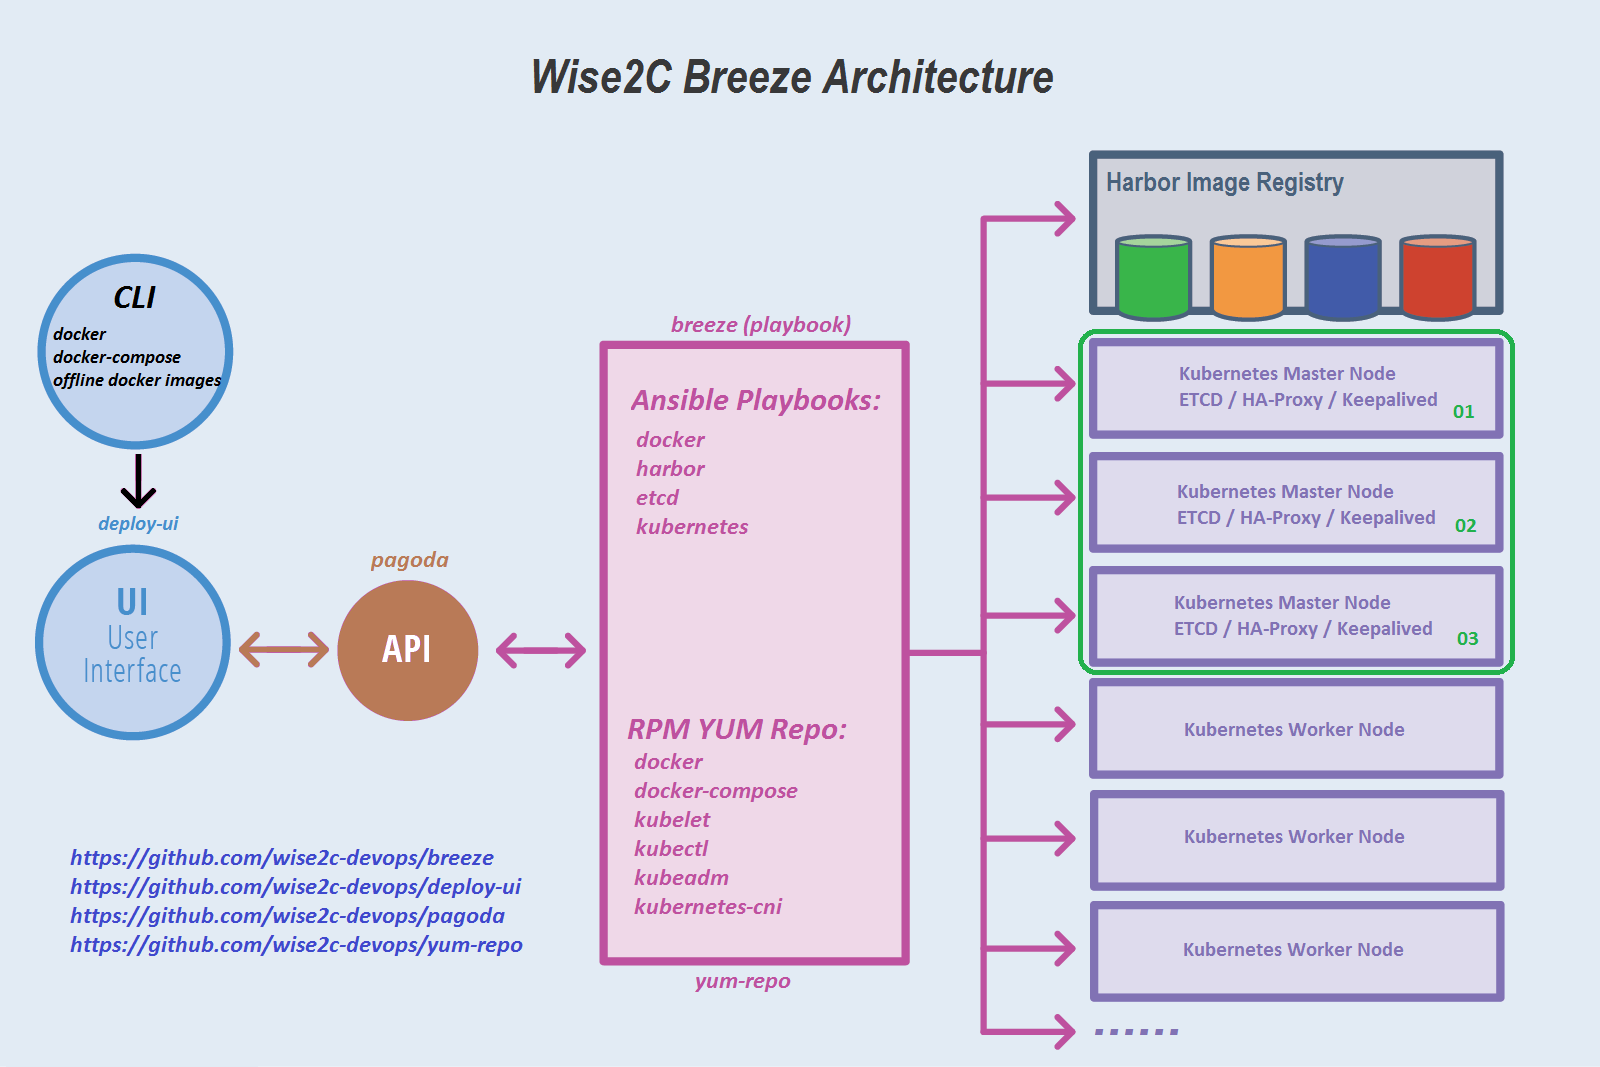 Wise2C Breeze Architecture
CLI
docker
docker-compose
offline docker images
deploy-ui
UI
User
Interface
pagoda
API
breeze (playbook)
Ansible Playbooks:
docker
harbor
etcd
kubernetes
RPM YUM Repo:
docker
docker-compose
kubelet
kubectl
kubeadm
kubernetes-cni
yum-repo
Harbor Image Registry
Kubernetes Master Node
ETCD / HA-Proxy / Keepalived
01
Kubernetes Master Node
ETCD / HA-Proxy / Keepalived
02
Kubernetes Master Node
ETCD / HA-Proxy / Keepalived
03
Kubernetes Worker Node
Kubernetes Worker Node
Kubernetes Worker Node
......
https://github.com/wise2c-devops/breeze
https://github.com/wise2c-devops/deploy-ui
https://github.com/wise2c-devops/pagoda
https://github.com/wise2c-devops/yum-repo